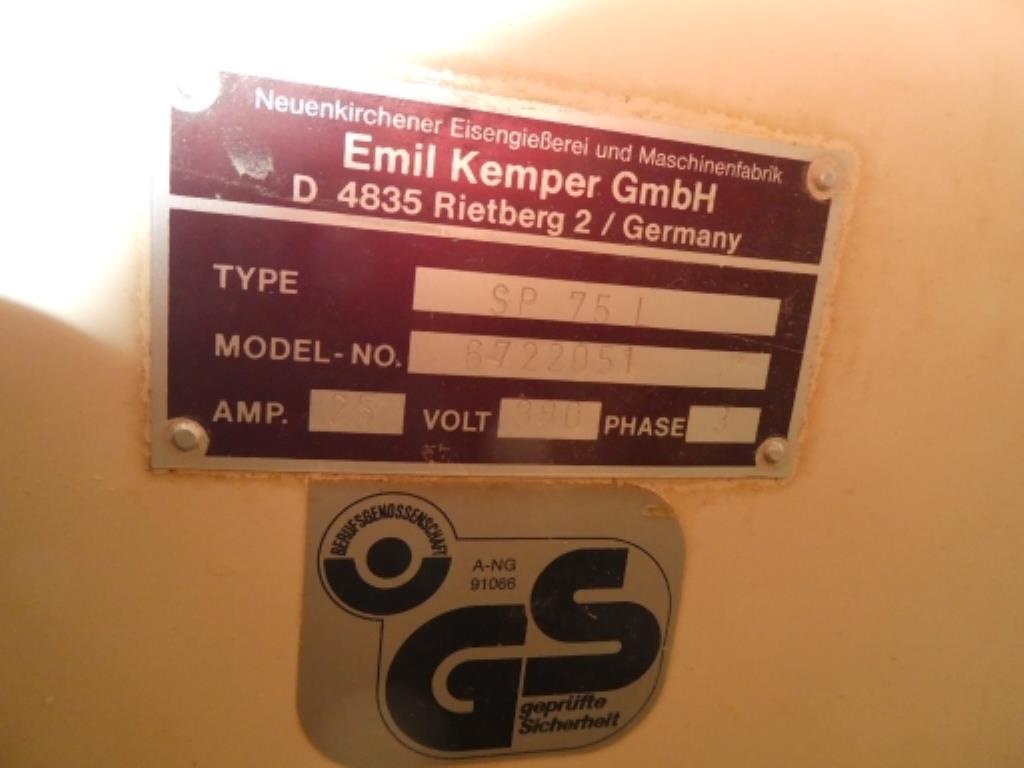 Neuenkirchener Eisengießerei und Maschinenfabrik
Emil Kemper GmbH
D 4835 Rietberg 2 / Germany
TYPE SP 75 L
MODEL-NO. 6722051
AMP. 25 VOLT 380 PHASE 3
BERUFSGENOSSENSCHAFT
A-NG
91066
GS
geprüfte
Sicherheit